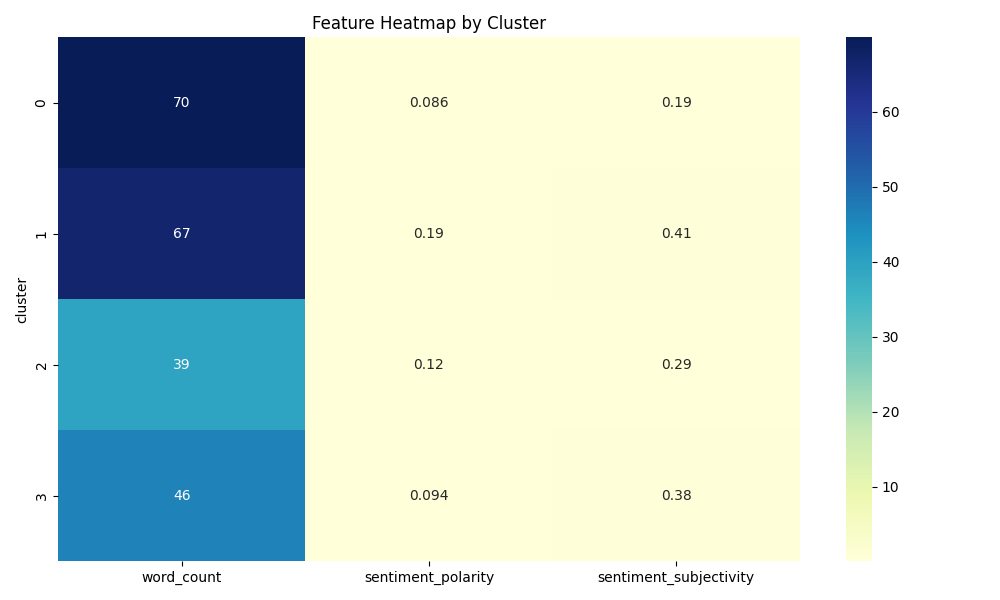 Feature Heatmap by Cluster
0 70 0.086 0.19
1 67 0.19 0.41
2 39 0.12 0.29
3 46 0.094 0.38
cluster
word_count sentiment_polarity sentiment_subjectivity
60
50
40
30
20
10